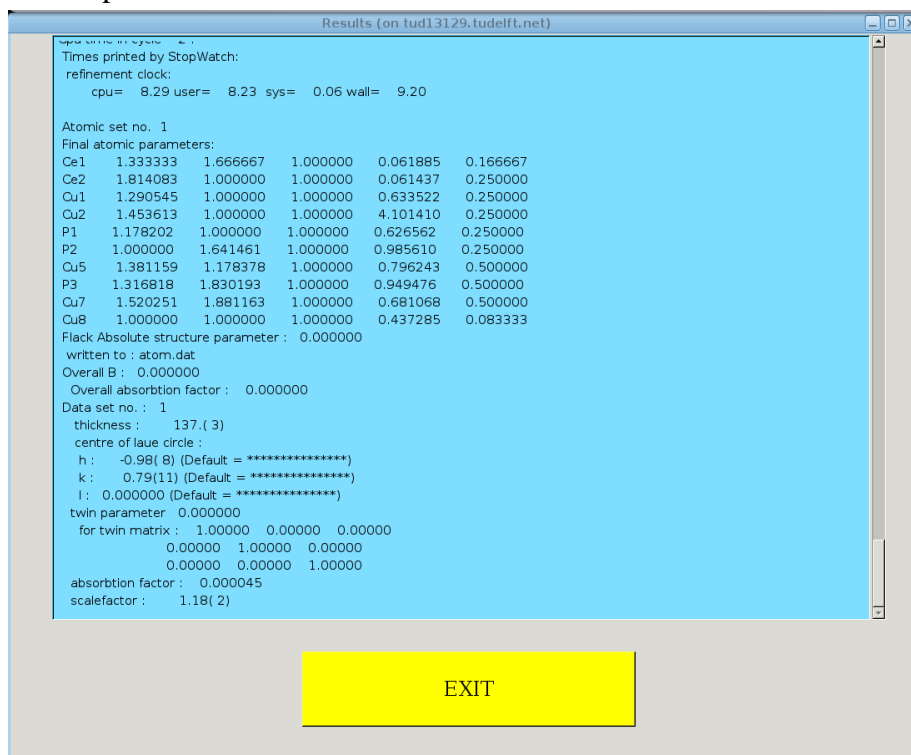 Results (on tud13129.tudelft.net)
Cpu time in cycle 2 :
Times printed by StopWatch:
refinement clock:
cpu= 8.29 user= 8.23 sys= 0.06 wall= 9.20
Atomic set no. 1
Final atomic parameters:
Ce1 1.333333 1.666667 1.000000 0.061885 0.166667
Ce2 1.814083 1.000000 1.000000 0.061437 0.250000
Cu1 1.290545 1.000000 1.000000 0.633522 0.250000
Cu2 1.453613 1.000000 1.000000 4.101410 0.250000
P1 1.178202 1.000000 1.000000 0.626562 0.250000
P2 1.000000 1.641461 1.000000 0.985610 0.250000
Cu5 1.381159 1.178378 1.000000 0.796243 0.500000
P3 1.316818 1.830193 1.000000 0.949476 0.500000
Cu7 1.520251 1.881163 1.000000 0.681068 0.500000
Cu8 1.000000 1.000000 1.000000 0.437285 0.083333
Flack Absolute structure parameter : 0.000000
written to : atom.dat
Overall B : 0.000000
Overall absorbtion factor : 0.000000
Data set no. : 1
thickness : 137.( 3)
centre of laue circle :
h : -0.98( 8) (Default = ***************)
k : 0.79(11) (Default = ***************)
l : 0.000000 (Default = ***************)
twin parameter 0.000000
for twin matrix : 1.00000 0.00000 0.00000
0.00000 1.00000 0.00000
0.00000 0.00000 1.00000
absorbtion factor : 0.000045
scalefactor : 1.18( 2)
EXIT